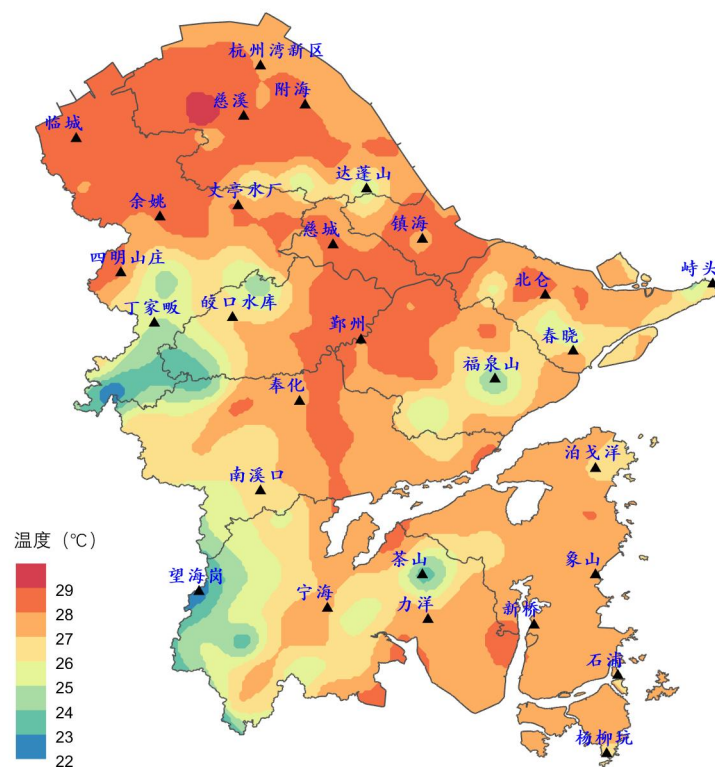 杭州湾新区
附海
慈溪
临城
达蓬山
丈亭水厂
余姚
镇海
慈城
四明山庄
北仑
峙头
丁家畈
皎口水库
鄞州
春晓
福泉山
奉化
泊戈洋
南溪口
温度（℃）
29
28
27
26
25
24
23
22
望海岗
茶山
象山
宁海
力洋
新桥
石浦
杨柳坑